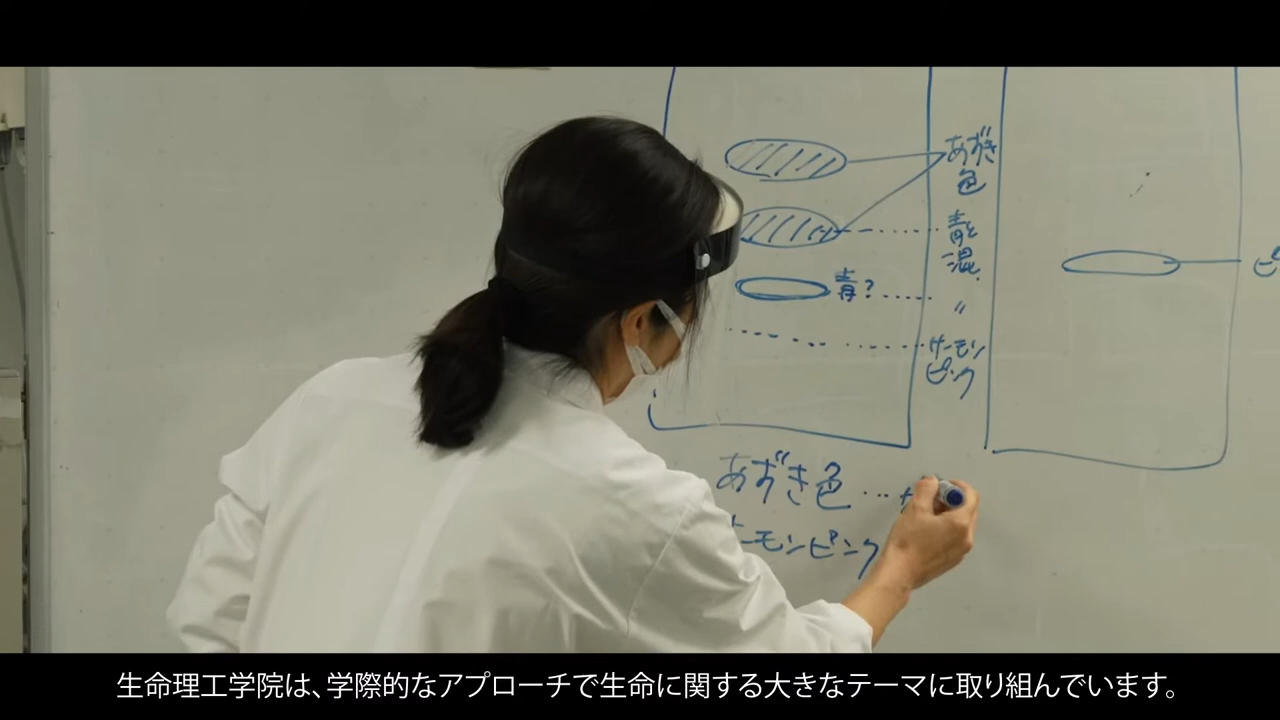 あずき
色
青と
混
〃
青?
サーモン
ピンク
ピ
あずき色…
サーモンピンク
生命理工学院は、学際的なアプローチで生命に関する大きなテーマに取り組んでいます。